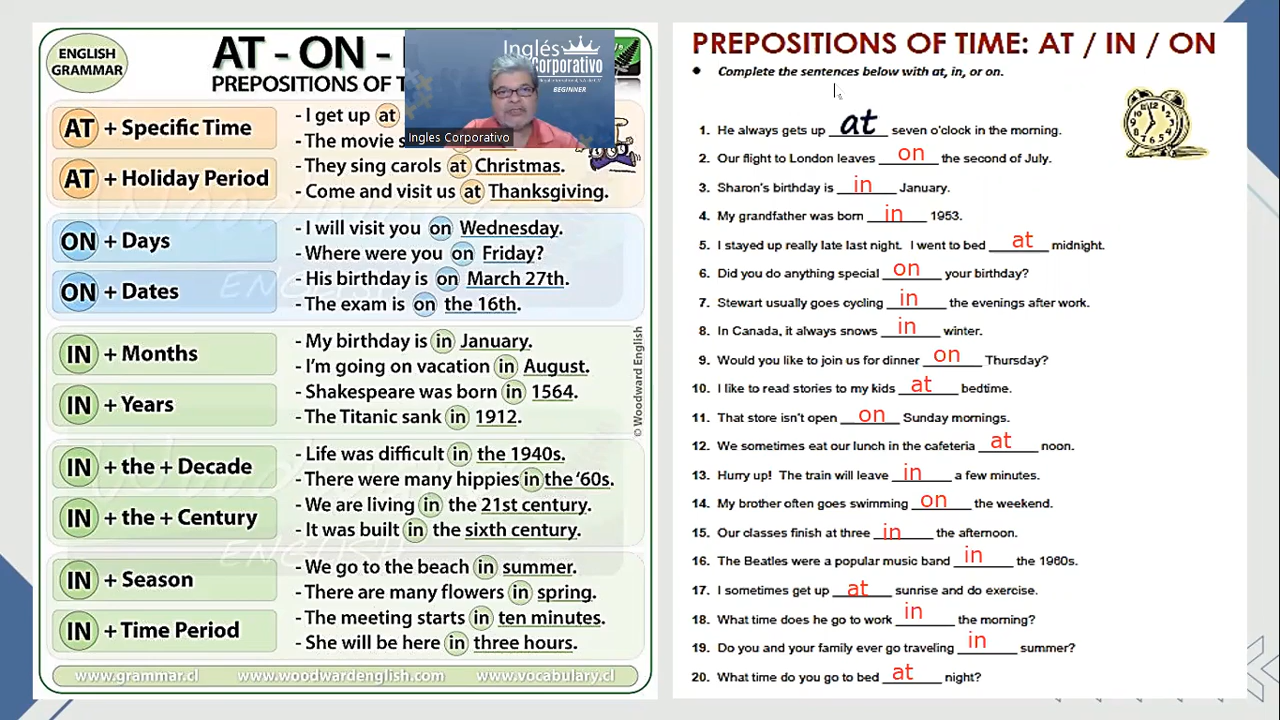 ENGLISH
GRAMMAR
AT - ON -
PREPOSITIONS OF T
Inglés
Corporativo
BEGINNER
Ingles Corporativo
AT + Specific Time
- I get up at
- The movie s
AT + Holiday Period
- They sing carols at Christmas.
- Come and visit us at Thanksgiving.
ON + Days
- I will visit you on Wednesday.
- Where were you on Friday?
ON + Dates
- His birthday is on March 27th.
- The exam is on the 16th.
IN + Months
- My birthday is in January.
- I'm going on vacation in August.
IN + Years
- Shakespeare was born in 1564.
- The Titanic sank in 1912.
IN + the + Decade
- Life was difficult in the 1940s.
- There were many hippies in the '60s.
IN + the + Century
- We are living in the 21st century.
- It was built in the sixth century.
IN + Season
- We go to the beach in summer.
- There are many flowers in spring.
IN + Time Period
- The meeting starts in ten minutes.
- She will be here in three hours.
© Woodward English
www.grammar.cl www.woodwardenglish.com www.vocabulary.cl
PREPOSITIONS OF TIME: AT / IN / ON
• Complete the sentences below with at, in, or on.
1. He always gets up at seven o'clock in the morning.
2. Our flight to London leaves on the second of July.
3. Sharon's birthday is in January.
4. My grandfather was born in 1953.
5. I stayed up really late last night. I went to bed at midnight.
6. Did you do anything special on your birthday?
7. Stewart usually goes cycling in the evenings after work.
8. In Canada, it always snows in winter.
9. Would you like to join us for dinner on Thursday?
10. I like to read stories to my kids at bedtime.
11. That store isn't open on Sunday mornings.
12. We sometimes eat our lunch in the cafeteria at noon.
13. Hurry up! The train will leave in a few minutes.
14. My brother often goes swimming on the weekend.
15. Our classes finish at three in the afternoon.
16. The Beatles were a popular music band in the 1960s.
17. I sometimes get up at sunrise and do exercise.
18. What time does he go to work in the morning?
19. Do you and your family ever go traveling in summer?
20. What time do you go to bed at night?